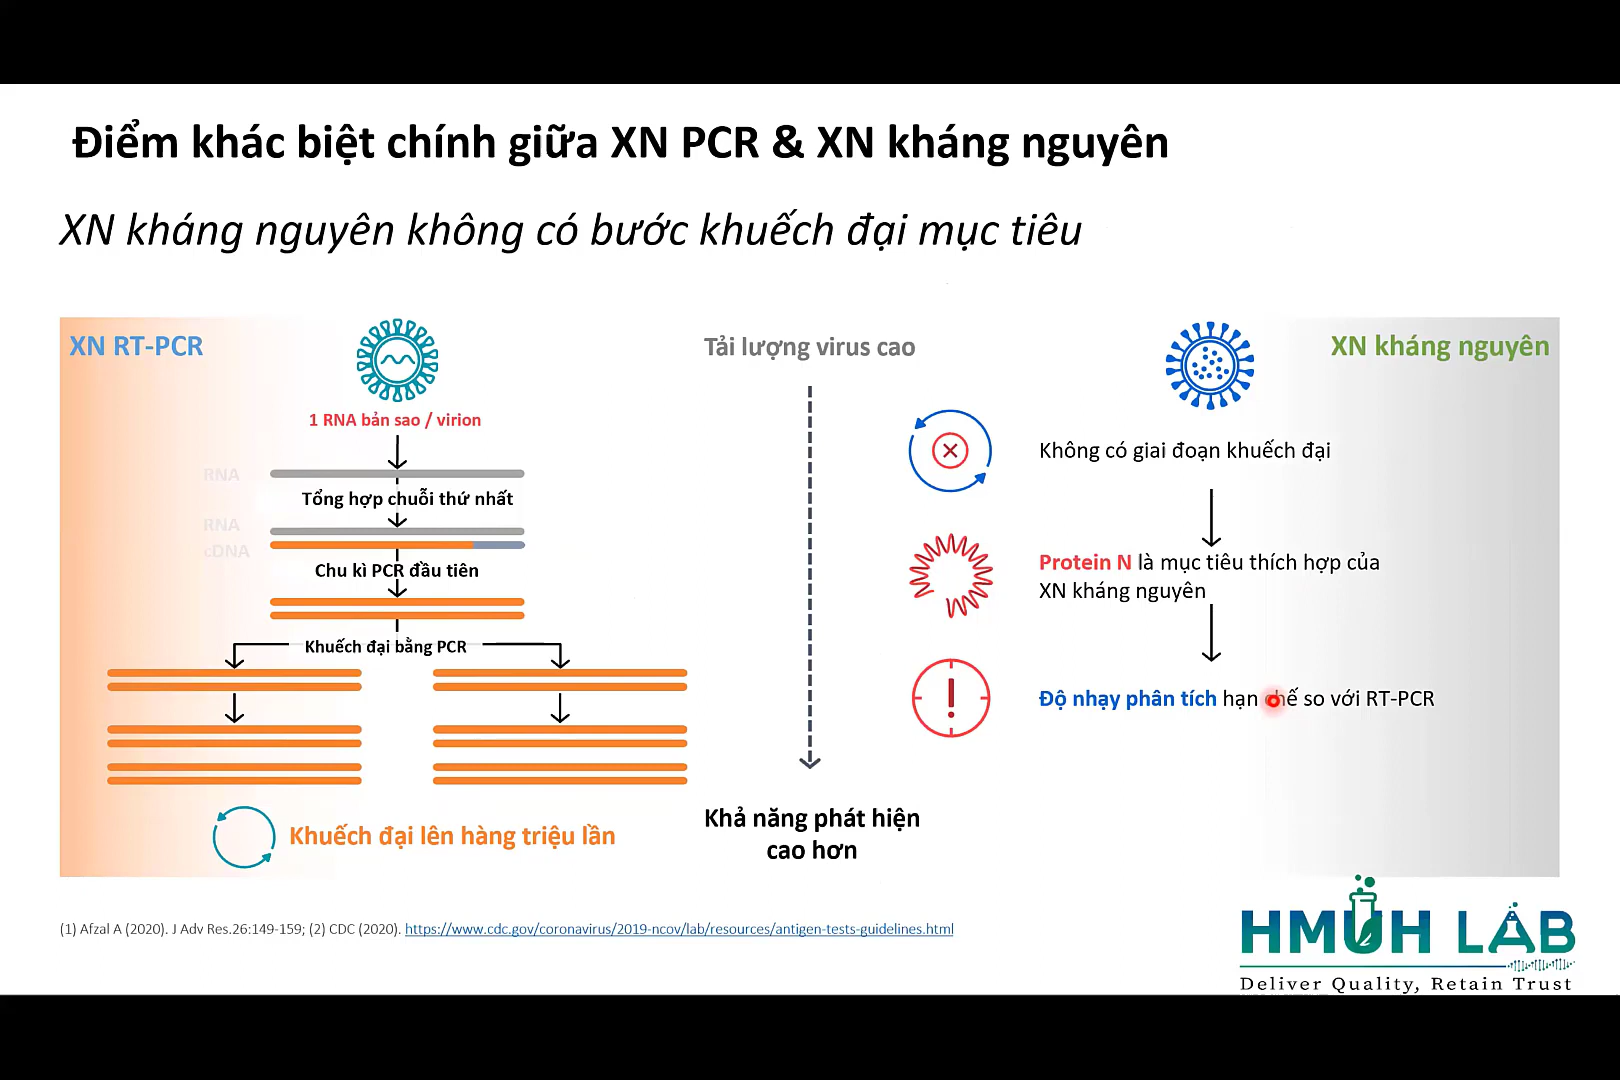 Điểm khác biệt chính giữa XN PCR & XN kháng nguyên
XN kháng nguyên không có bước khuếch đại mục tiêu
XN RT-PCR
1 RNA bản sao / virion
RNA
Tổng hợp chuỗi thứ nhất
RNA
cDNA
Chu kì PCR đầu tiên
Khuếch đại bằng PCR
Khuếch đại lên hàng triệu lần
Tải lượng virus cao
Khả năng phát hiện
cao hơn
XN kháng nguyên
Không có giai đoạn khuếch đại
Protein N là mục tiêu thích hợp của
XN kháng nguyên
Độ nhạy phân tích hạn chế so với RT-PCR
(1) Afzal A (2020). J Adv Res.26:149-159; (2) CDC (2020). https://www.cdc.gov/coronavirus/2019-ncov/lab/resources/antigen-tests-guidelines.html
HMUH LAB
Deliver Quality, Retain Trust